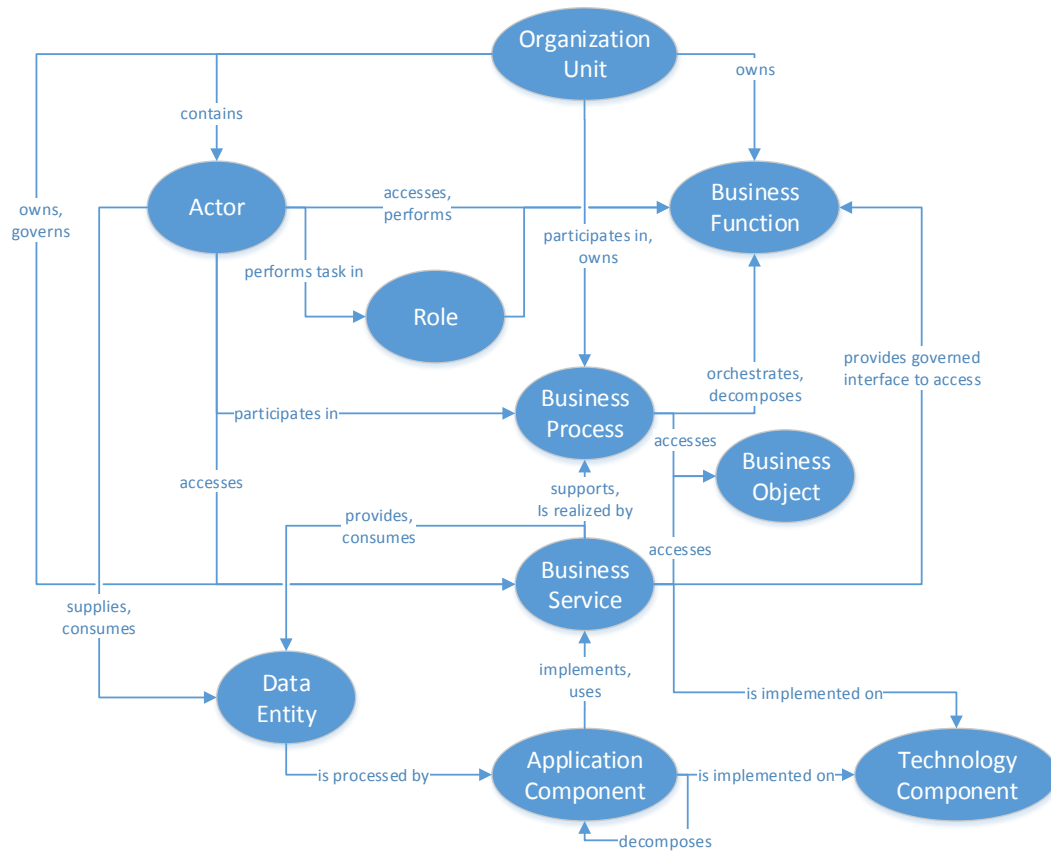 Organization
Unit
owns
contains
Actor
accesses,
performs
Business
Function
owns,
governs
participates in,
owns
performs task in
Role
provides governed
interface to access
orchestrates,
decomposes
Business
Process
participates in
accesses
Business
Object
accesses
supports,
Is realized by
provides,
consumes
accesses
Business
Service
supplies,
consumes
implements,
uses
Data
Entity
is implemented on
Application
Component
is processed by
is implemented on
Technology
Component
decomposes